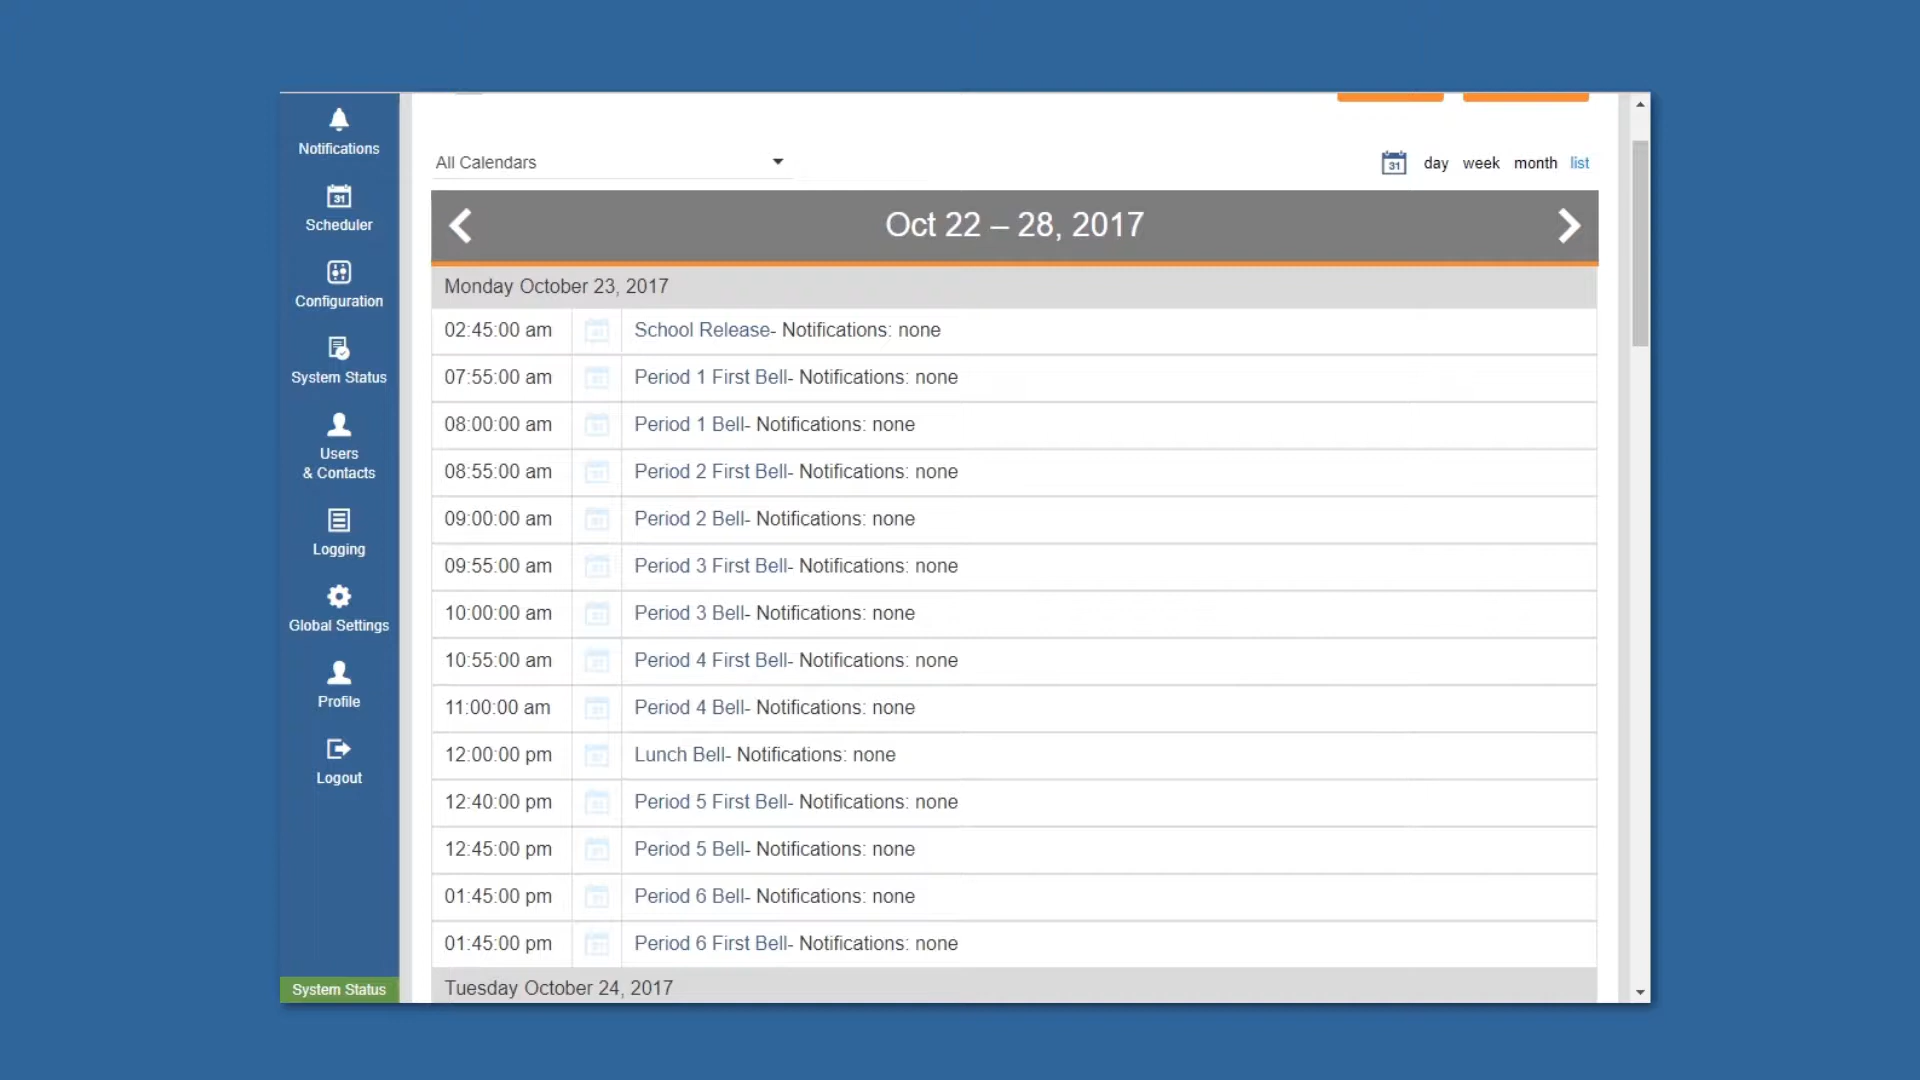 Notifications
31
Scheduler
Configuration
System Status
Users
& Contacts
Logging
Global Settings
Profile
Logout
System Status
All Calendars
31 day week month list
Oct 22 – 28, 2017
Monday October 23, 2017
02:45:00 am School Release- Notifications: none
07:55:00 am Period 1 First Bell- Notifications: none
08:00:00 am Period 1 Bell- Notifications: none
08:55:00 am Period 2 First Bell- Notifications: none
09:00:00 am Period 2 Bell- Notifications: none
09:55:00 am Period 3 First Bell- Notifications: none
10:00:00 am Period 3 Bell- Notifications: none
10:55:00 am Period 4 First Bell- Notifications: none
11:00:00 am Period 4 Bell- Notifications: none
12:00:00 pm Lunch Bell- Notifications: none
12:40:00 pm Period 5 First Bell- Notifications: none
12:45:00 pm Period 5 Bell- Notifications: none
01:45:00 pm Period 6 Bell- Notifications: none
01:45:00 pm Period 6 First Bell- Notifications: none
Tuesday October 24, 2017